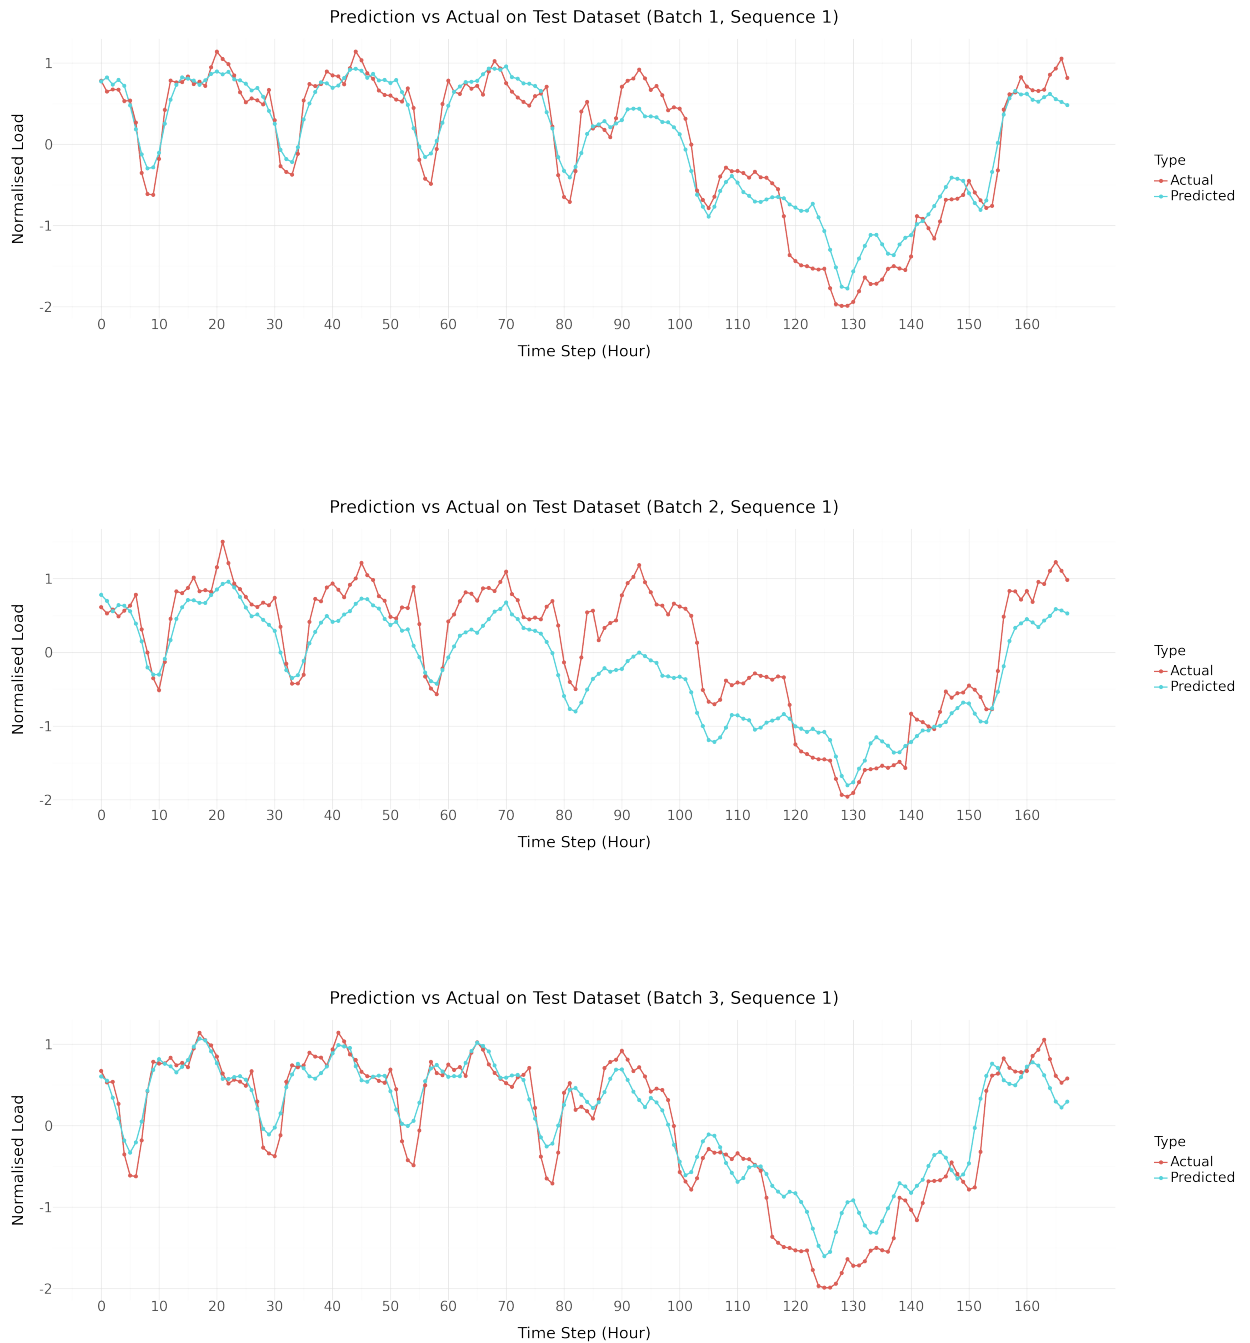 Prediction vs Actual on Test Dataset (Batch 1, Sequence 1)
1
0
-1
-2
Normalised Load
0 10 20 30 40 50 60 70 80 90 100 110 120 130 140 150 160
Time Step (Hour)
Type
Actual
Predicted
Prediction vs Actual on Test Dataset (Batch 2, Sequence 1)
1
0
-1
-2
Normalised Load
0 10 20 30 40 50 60 70 80 90 100 110 120 130 140 150 160
Time Step (Hour)
Type
Actual
Predicted
Prediction vs Actual on Test Dataset (Batch 3, Sequence 1)
1
0
-1
-2
Normalised Load
0 10 20 30 40 50 60 70 80 90 100 110 120 130 140 150 160
Time Step (Hour)
Type
Actual
Predicted